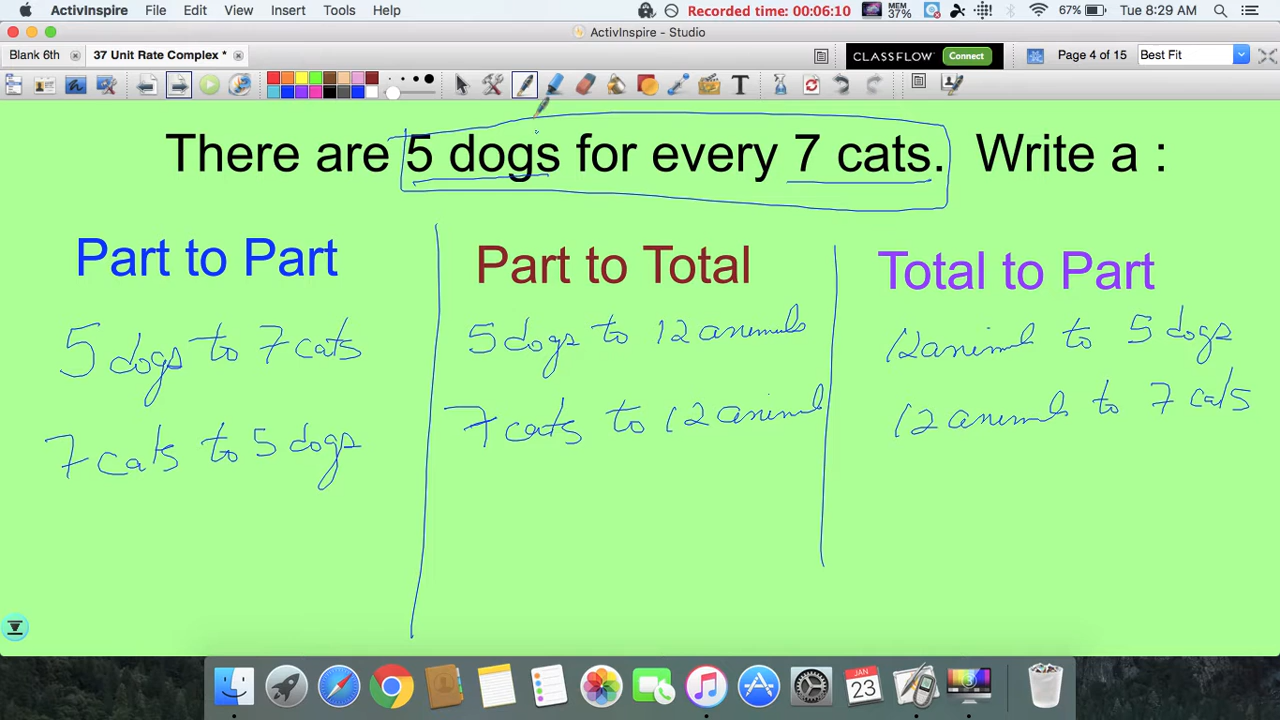 ActivInspire File Edit View Insert Tools Help Recorded time: 00:06:10 MEM 37% 67% Tue 8:29 AM
ActivInspire - Studio
Blank 6th 37 Unit Rate Complex * CLASSFLOW Connect Page 4 of 15 Best Fit
There are 5 dogs for every 7 cats. Write a :
Part to Part
5 dogs to 7 cats
7 cats to 5 dogs
Part to Total
5 dogs to 12 animals
7 cats to 12 animal
Total to Part
12 animal to 5 dogs
12 animals to 7 cats
JAN
23